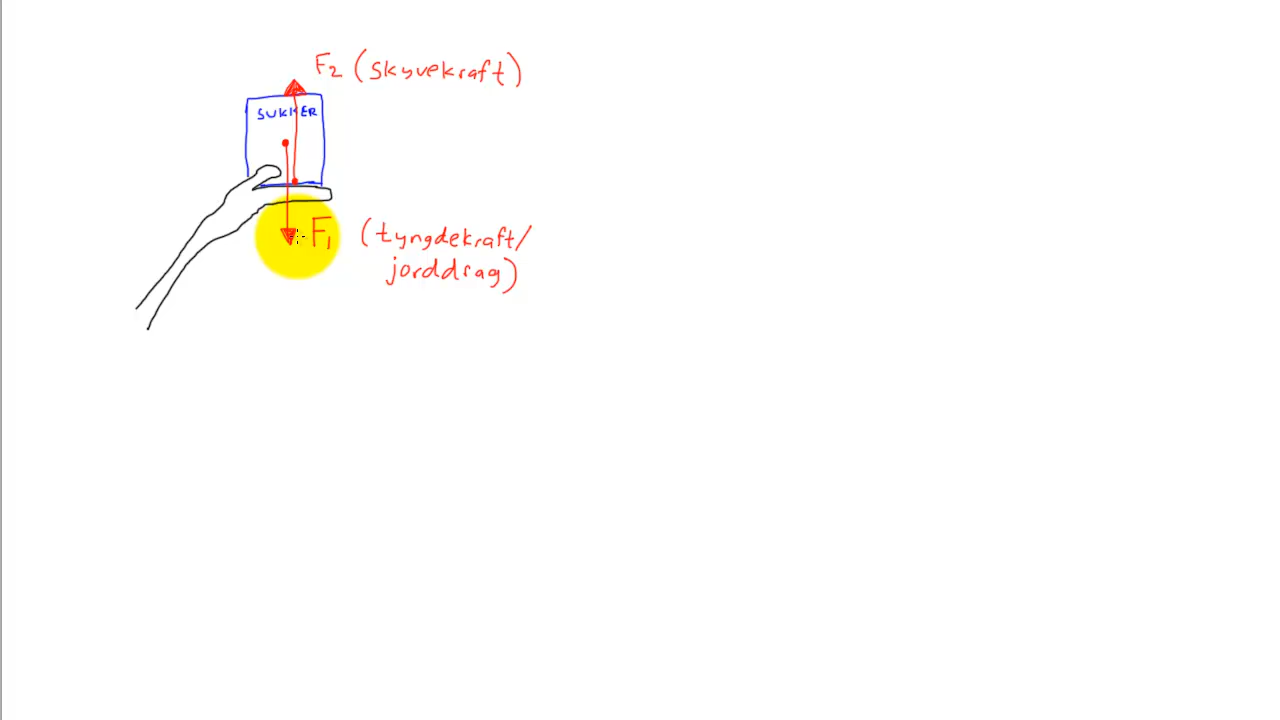 F₂ (skyvekraft)
SUKKER
F₁ (tyngdekraft/
jorddrag)